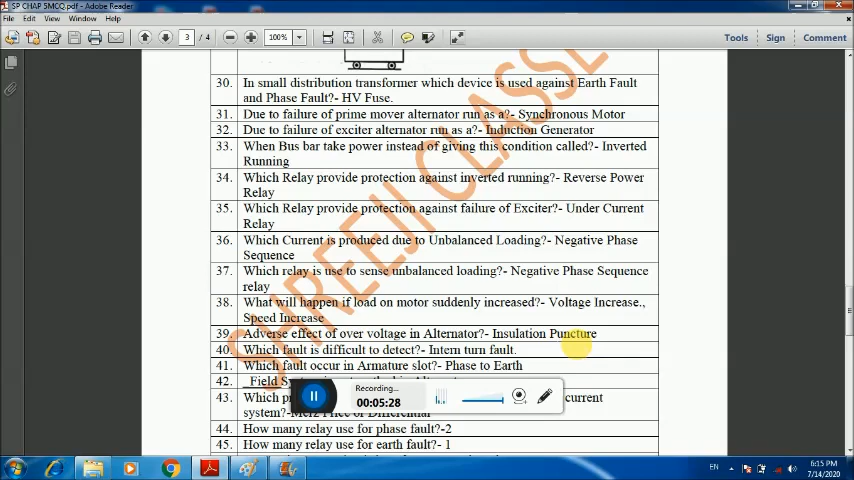 SP CHAP 5MCQ.pdf - Adobe Reader
File Edit View Window Help
3 / 4 100% Tools Sign Comment
30. In small distribution transformer which device is used against Earth Fault
and Phase Fault?- HV Fuse.
31. Due to failure of prime mover alternator run as a?- Synchronous Motor
32. Due to failure of exciter alternator run as a?- Induction Generator
33. When Bus bar take power instead of giving this condition called?- Inverted
Running
34. Which Relay provide protection against inverted running?- Reverse Power
Relay
35. Which Relay provide protection against failure of Exciter?- Under Current
Relay
36. Which Current is produced due to Unbalanced Loading?- Negative Phase
Sequence
37. Which relay is use to sense unbalanced loading?- Negative Phase Sequence
relay
38. What will happen if load on motor suddenly increased?- Voltage Increase.,
Speed Increase
39. Adverse effect of over voltage in Alternator?- Insulation Puncture
40. Which fault is difficult to detect?- Intern turn fault.
41. Which fault occur in Armature slot?- Phase to Earth
42. _Field
43. Which current
system?-Merz Price or Differential
44. How many relay use for phase fault?-2
45. How many relay use for earth fault?- 1
SHREEJI CLASSE
Recording...
00:05:28
EN
6:15 PM
7/14/2020